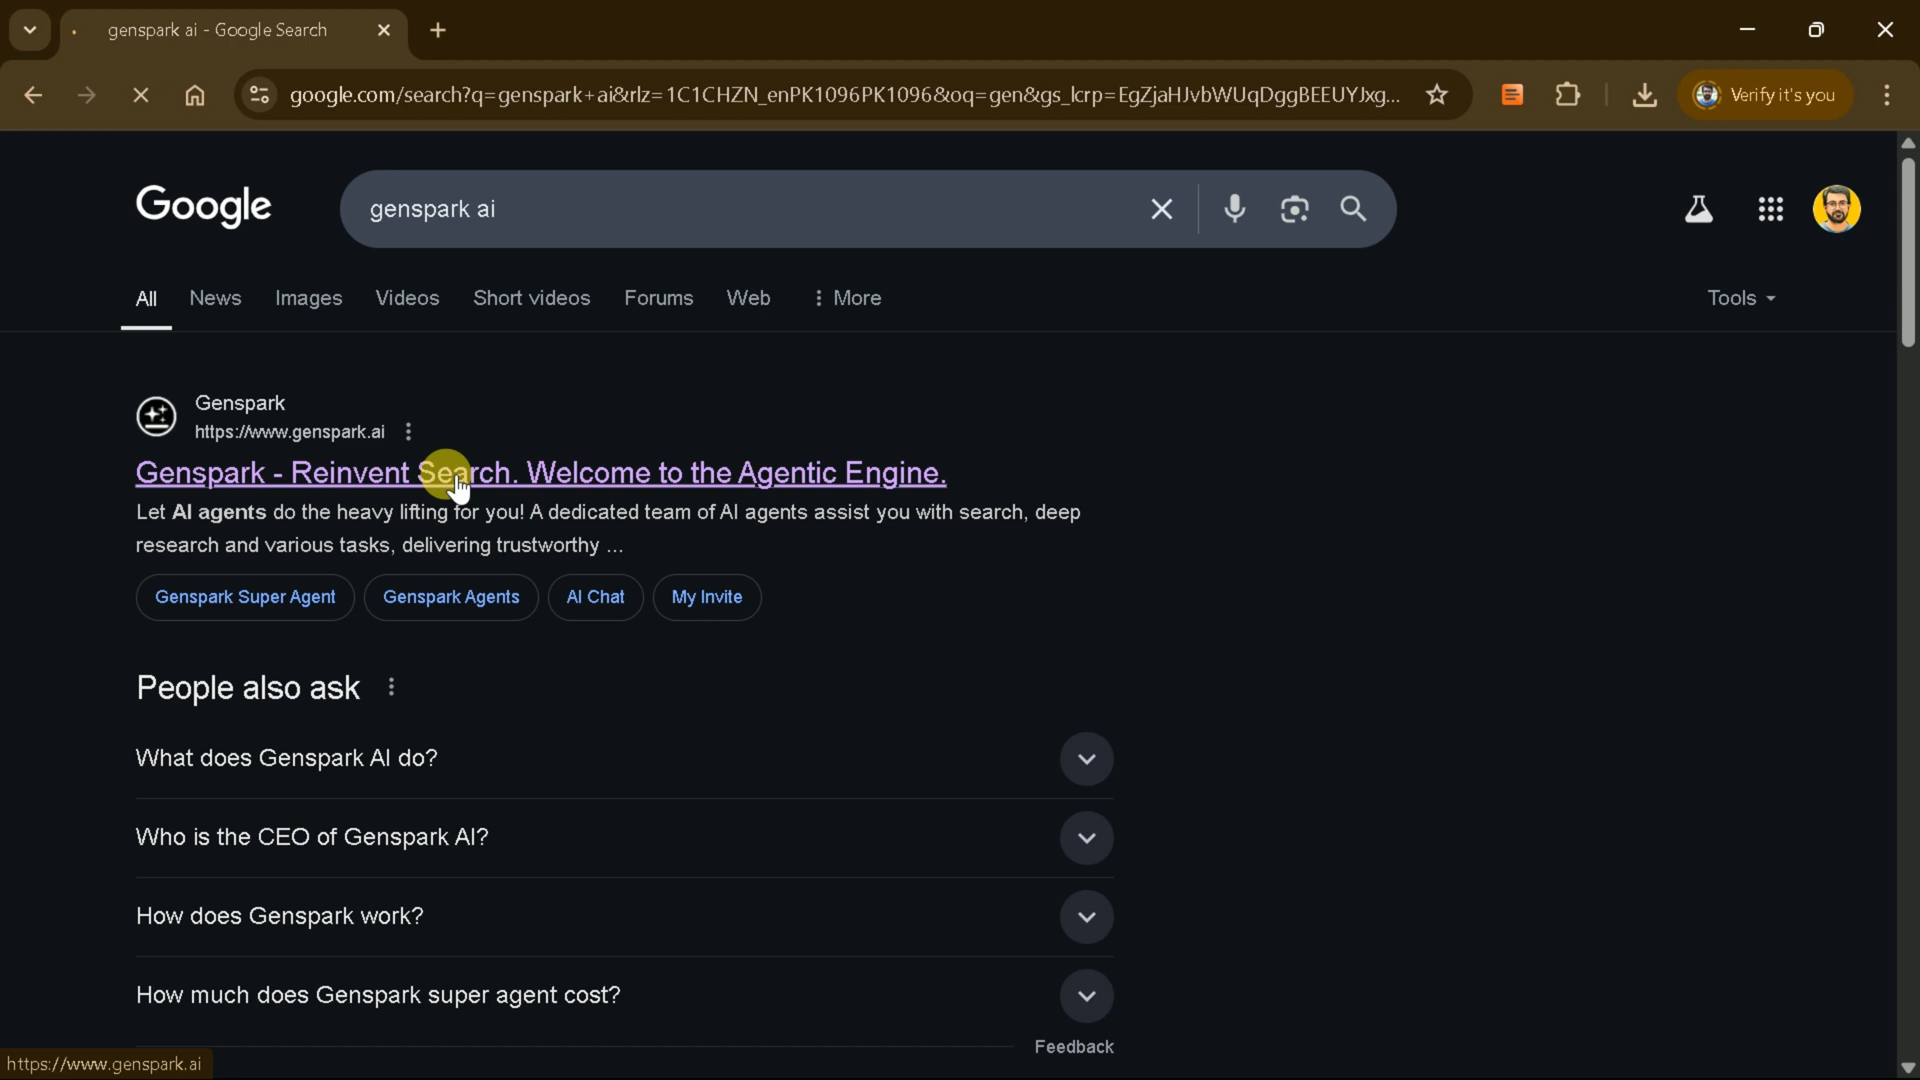 genspark ai - Google Search
google.com/search?q=genspark+ai&rlz=1C1CHZN_enPK1096PK1096&oq=gen&gs_lcrp=EgZjaHJvbWUqDggBEEUYJxg...
Verify it's you
Google
genspark ai
All News Images Videos Short videos Forums Web More
Tools
Genspark
https://www.genspark.ai
Genspark - Reinvent Search. Welcome to the Agentic Engine.
Let AI agents do the heavy lifting for you! A dedicated team of AI agents assist you with search, deep
research and various tasks, delivering trustworthy ...
Genspark Super Agent Genspark Agents AI Chat My Invite
People also ask
What does Genspark AI do?
Who is the CEO of Genspark AI?
How does Genspark work?
How much does Genspark super agent cost?
Feedback
https://www.genspark.ai